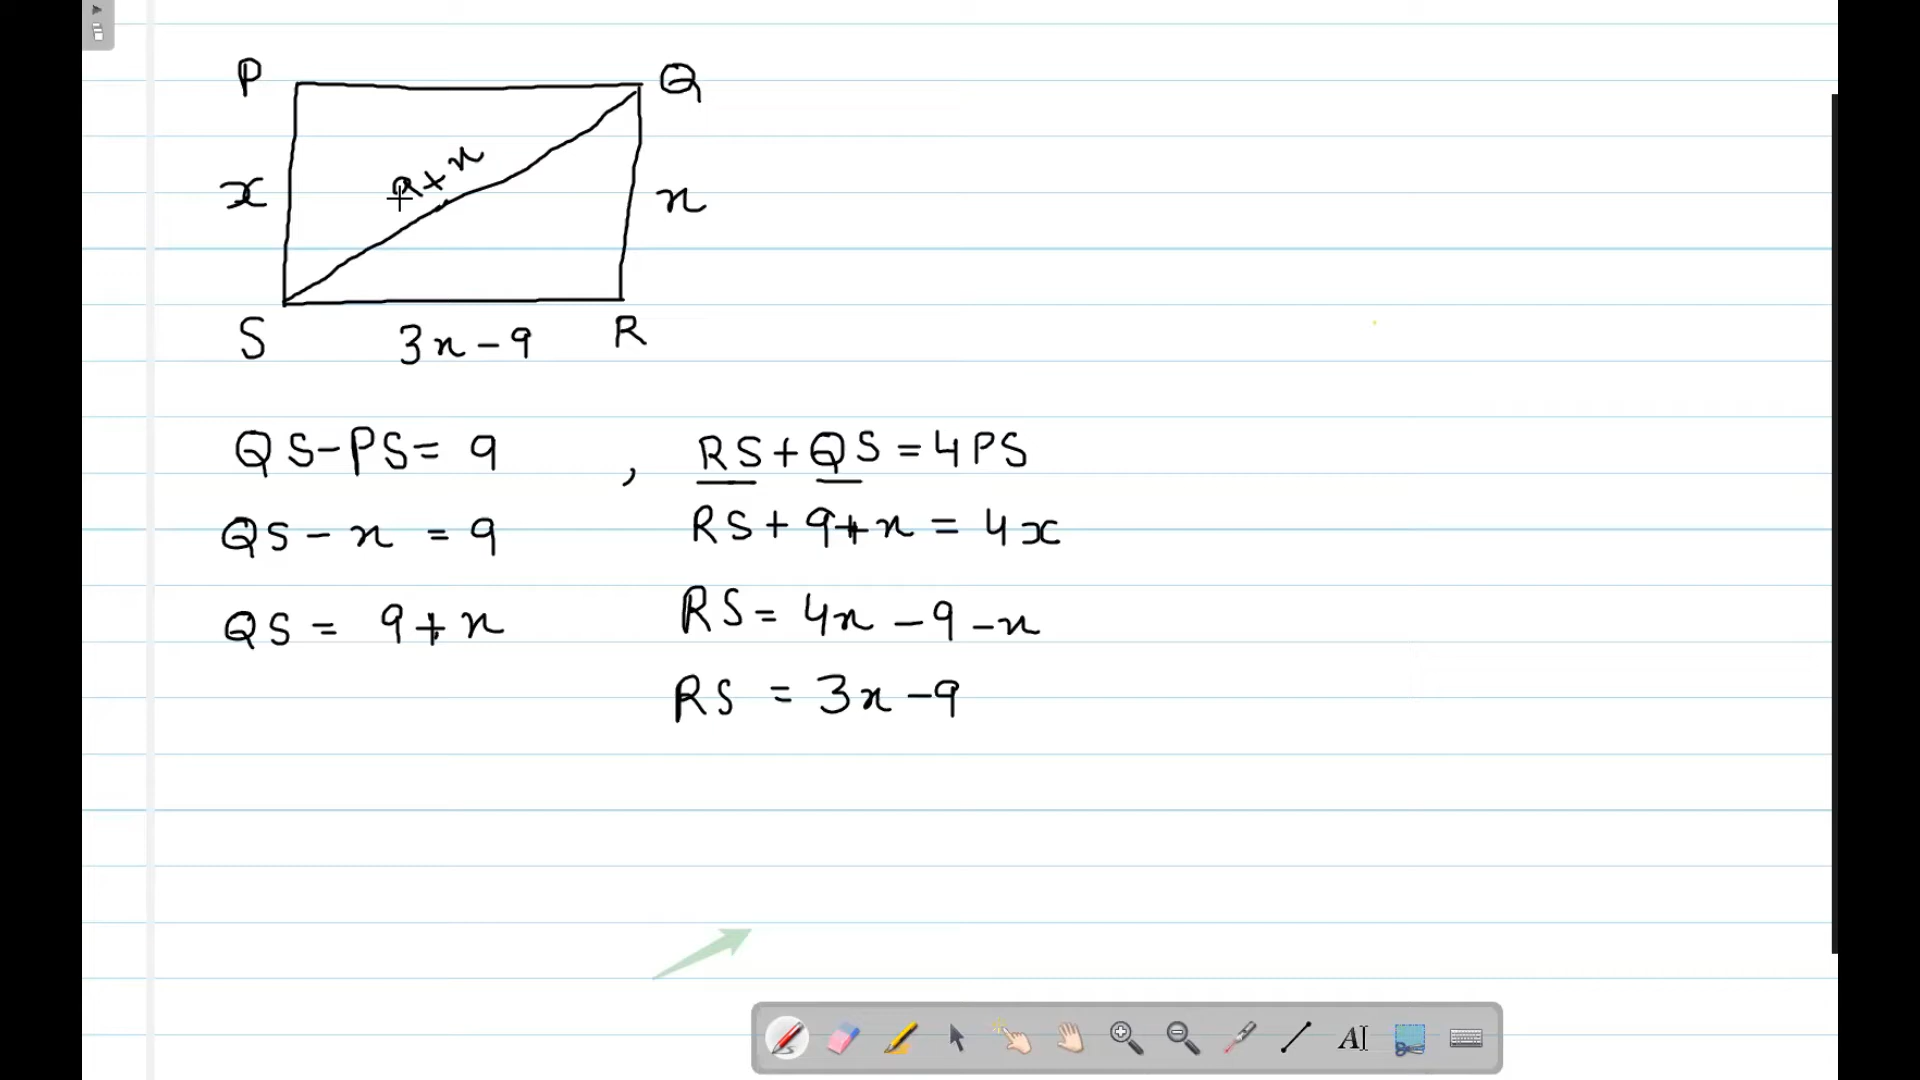 P Q
9+x
x x
S 3x-9 R
QS-PS= 9 , RS+QS=4PS
QS-x = 9 RS+9+x = 4x
QS = 9+x RS= 4x-9-x
RS = 3x-9
AI